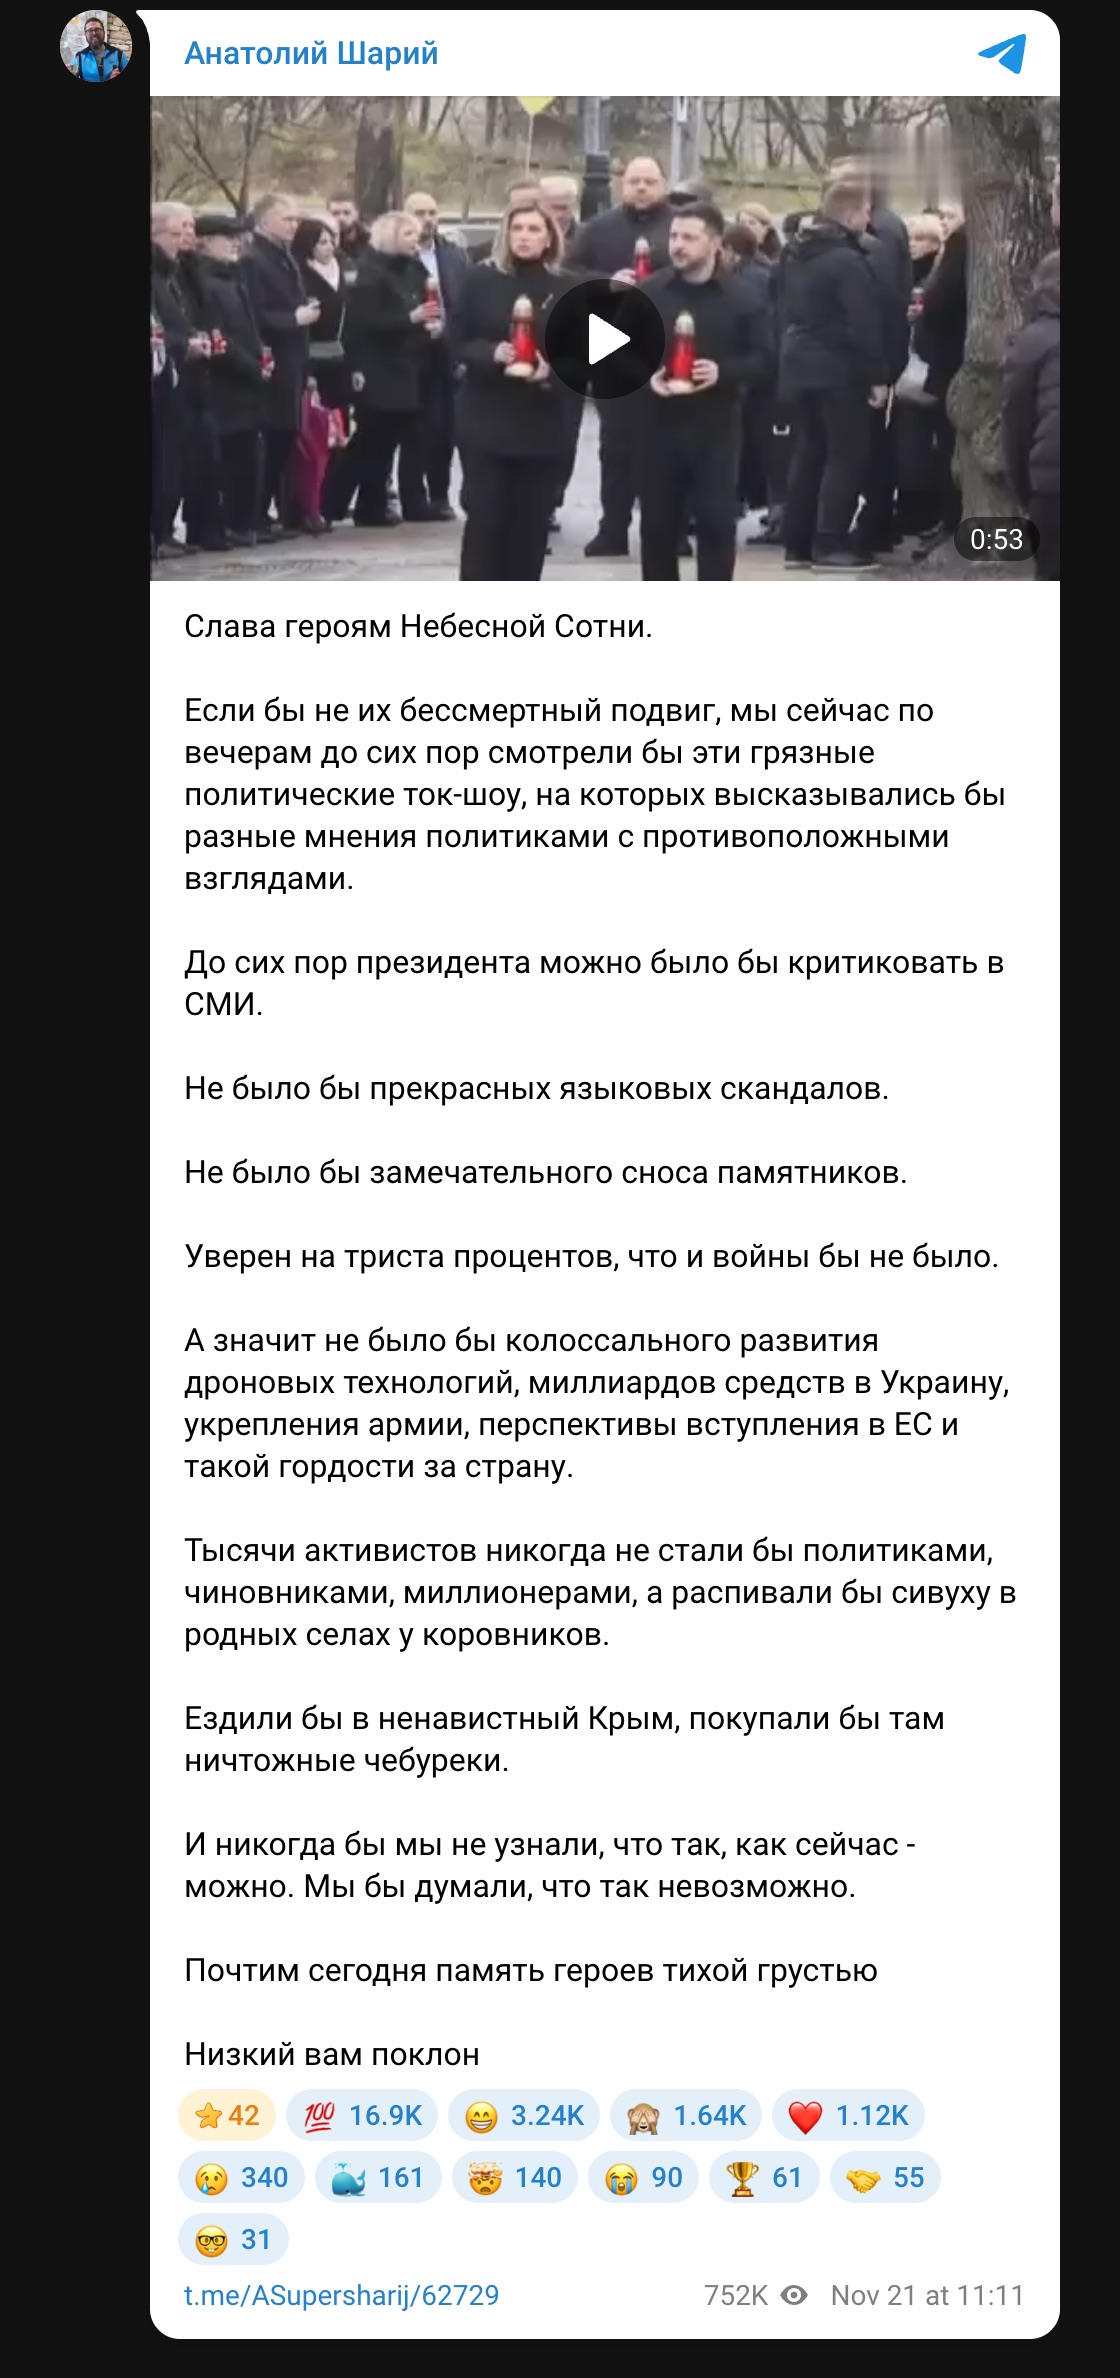 Анатолий Шарий
0:53
Слава героям Небесной Сотни.
Если бы не их бессмертный подвиг, мы сейчас по
вечерам до сих пор смотрели бы эти грязные
политические ток-шоу, на которых высказывались бы
разные мнения политиками с противоположными
взглядами.
До сих пор президента можно было бы критиковать в
СМИ.
Не было бы прекрасных языковых скандалов.
Не было бы замечательного сноса памятников.
Уверен на триста процентов, что и войны бы не было.
А значит не было бы колоссального развития
дроновых технологий, миллиардов средств в Украину,
укрепления армии, перспективы вступления в ЕС и
такой гордости за страну.
Тысячи активистов никогда не стали бы политиками,
чиновниками, миллионерами, а распивали бы сивуху в
родных селах у коровников.
Ездили бы в ненавистный Крым, покупали бы там
ничтожные чебуреки.
И никогда бы мы не узнали, что так, как сейчас -
можно. Мы бы думали, что так невозможно.
Почтим сегодня память героев тихой грустью
Низкий вам поклон
42 💯 16.9K 3.24K 1.64K 1.12K
340 161 140 90 61 55
31
t.me/ASupersharij/62729 752K Nov 21 at 11:11